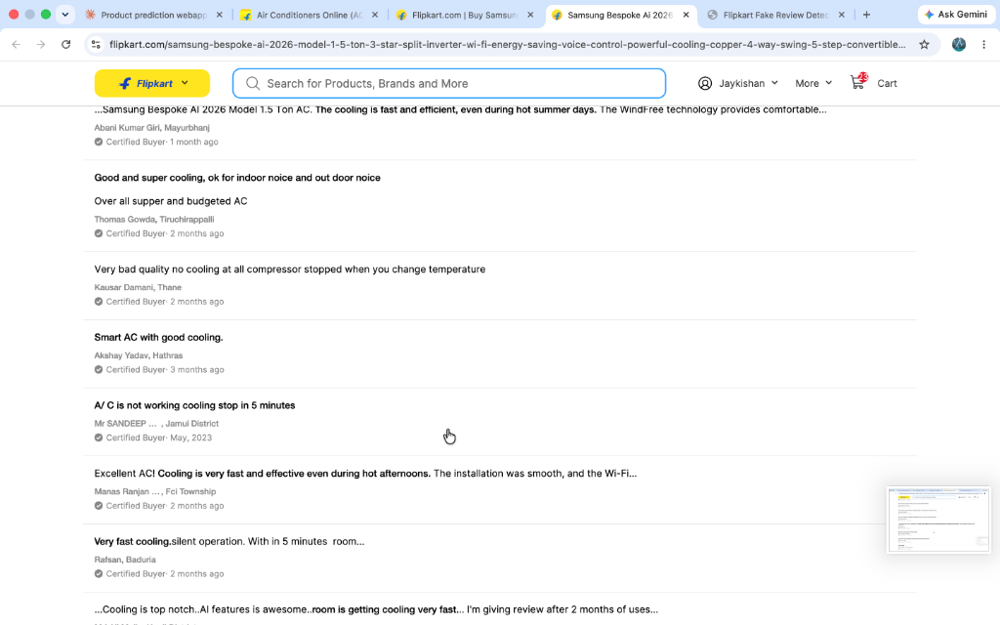 Product prediction webapp
Air Conditioners Online (AC
Flipkart.com | Buy Samsun
Samsung Bespoke Ai 2026
Flipkart Fake Review Detec
Ask Gemini
flipkart.com/samsung-bespoke-ai-2026-model-1-5-ton-3-star-split-inverter-wi-fi-energy-saving-voice-control-powerful-cooling-copper-4-way-swing-5-step-convertible...
Flipkart
Search for Products, Brands and More
Jaykishan
More
23
Cart
...Samsung Bespoke AI 2026 Model 1.5 Ton AC. The cooling is fast and efficient, even during hot summer days. The WindFree technology provides comfortable...
Abani Kumar Giri, Mayurbhanj
Certified Buyer· 1 month ago
Good and super cooling, ok for indoor noice and out door noice
Over all supper and budgeted AC
Thomas Gowda, Tiruchirappalli
Certified Buyer· 2 months ago
Very bad quality no cooling at all compressor stopped when you change temperature
Kausar Damani, Thane
Certified Buyer· 2 months ago
Smart AC with good cooling.
Akshay Yadav, Hathras
Certified Buyer· 3 months ago
A/ C is not working cooling stop in 5 minutes
Mr SANDEEP ... , Jamui District
Certified Buyer· May, 2023
Excellent AC! Cooling is very fast and effective even during hot afternoons. The installation was smooth, and the Wi-Fi...
Manas Ranjan ... , Fci Township
Certified Buyer· 2 months ago
Very fast cooling.silent operation. With in 5 minutes room...
Rafsan, Baduria
Certified Buyer· 2 months ago
...Cooling is top notch..AI features is awesome..room is getting cooling very fast... I'm giving review after 2 months of uses...